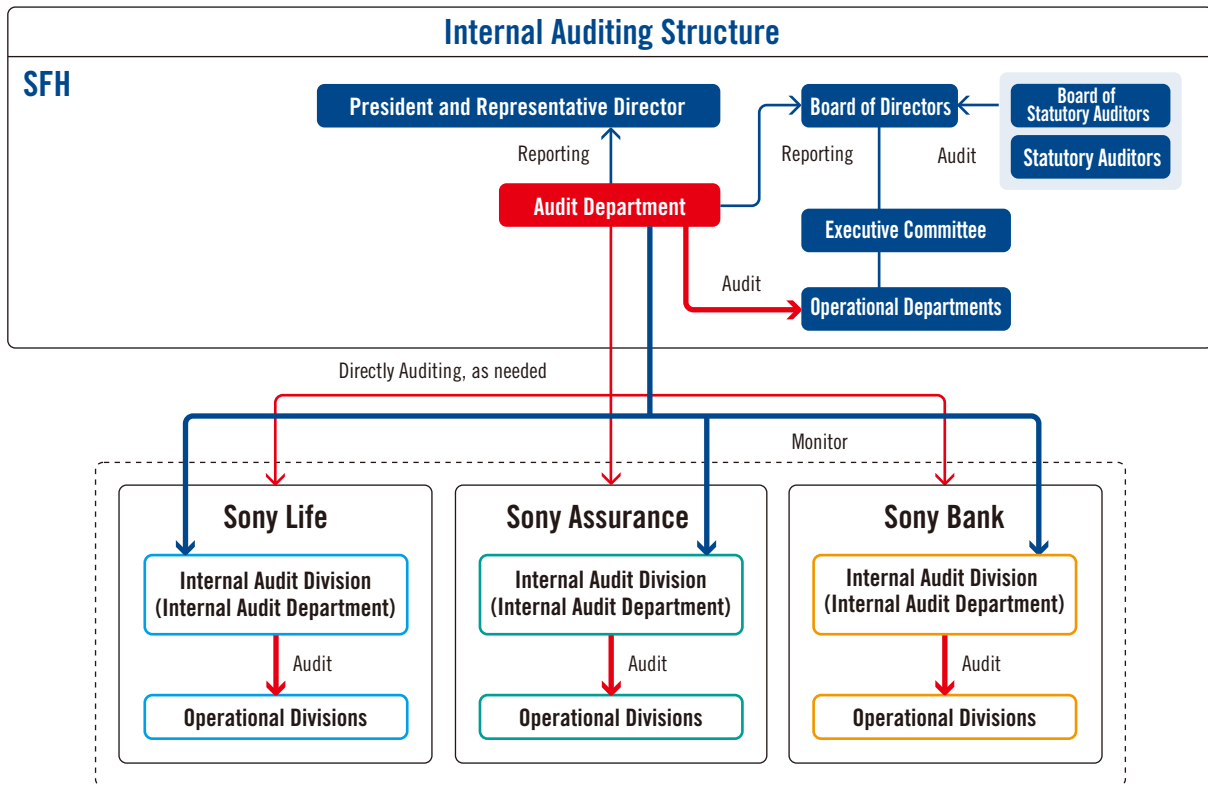 Internal Auditing Structure
SFH
President and Representative Director
Board of Directors
Board of
Statutory Auditors
Reporting
Reporting
Audit
Statutory Auditors
Audit Department
Executive Committee
Audit
Operational Departments
Directly Auditing, as needed
Monitor
Sony Life
Internal Audit Division
(Internal Audit Department)
Audit
Operational Divisions
Sony Assurance
Internal Audit Division
(Internal Audit Department)
Audit
Operational Divisions
Sony Bank
Internal Audit Division
(Internal Audit Department)
Audit
Operational Divisions